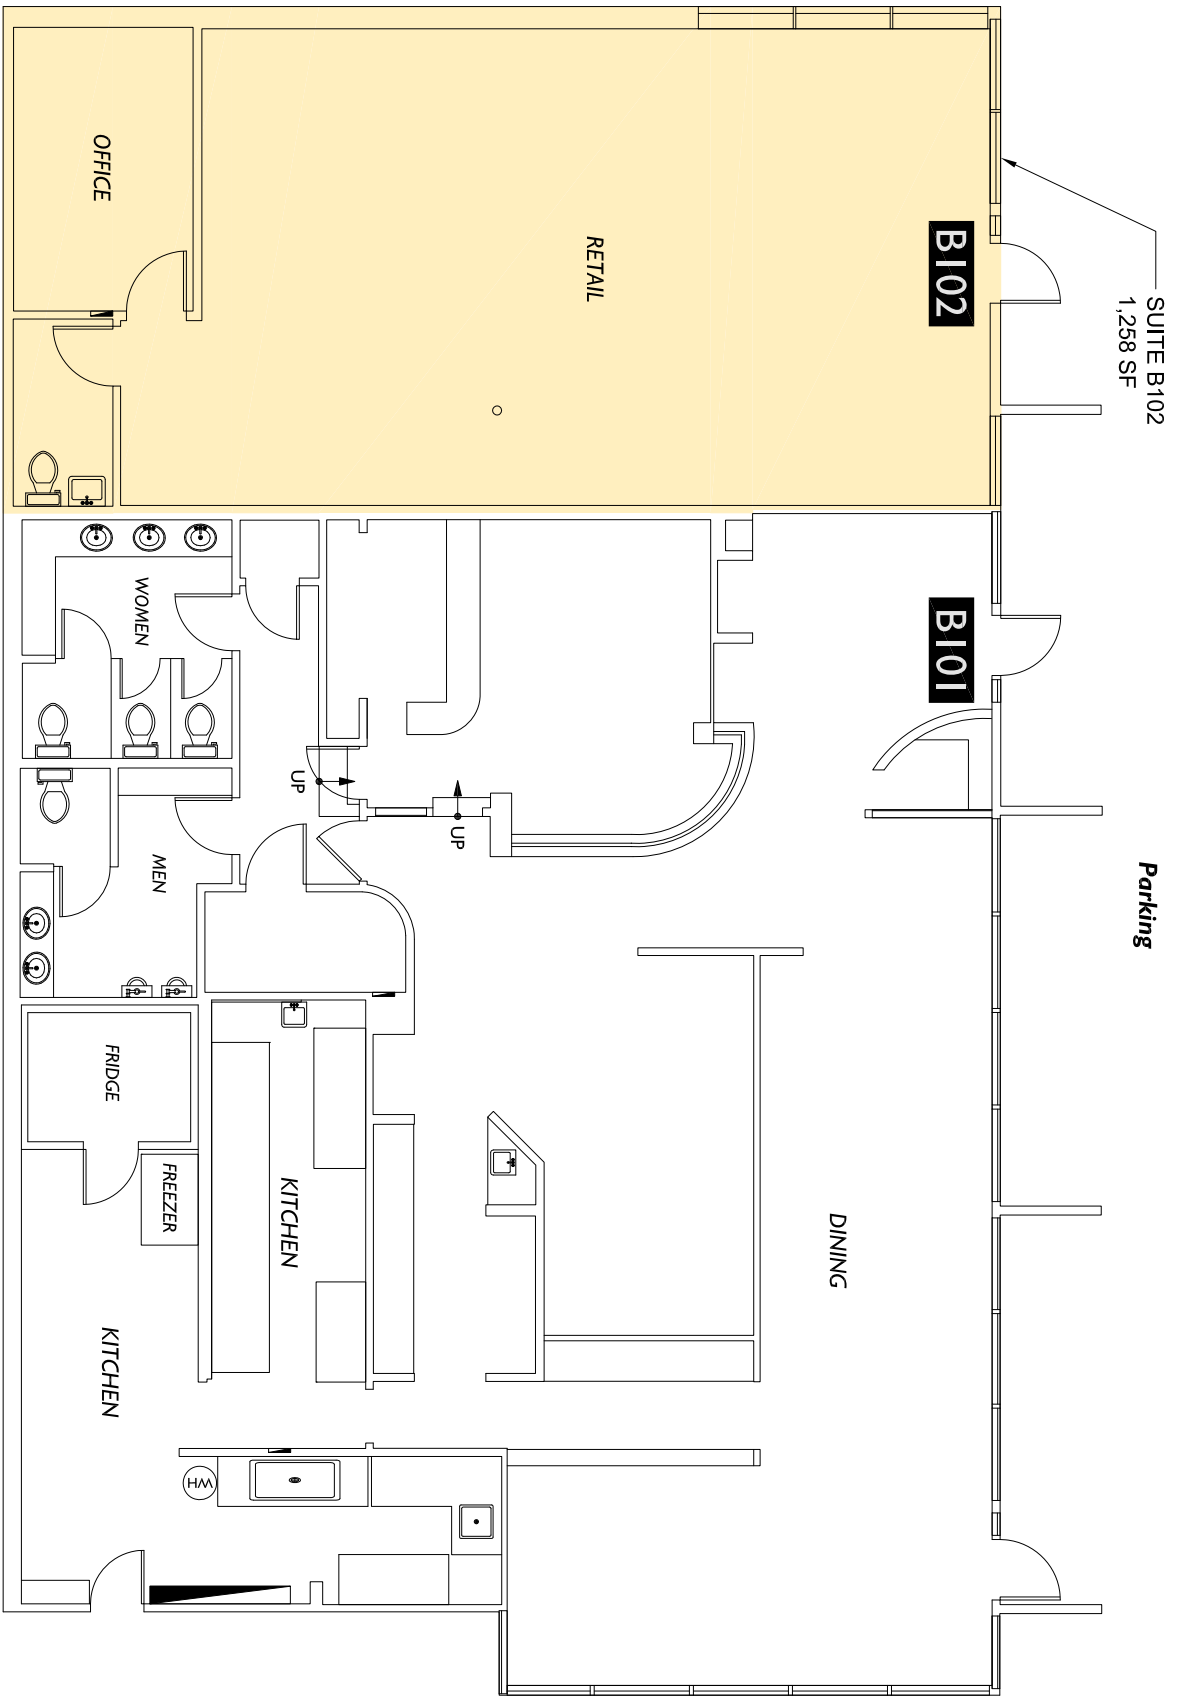 SUITE B102
1,258 SF
Parking
B102
B101
RETAIL
OFFICE
DINING
UP
UP
WOMEN
MEN
FRIDGE
FREEZER
KITCHEN
KITCHEN
WH